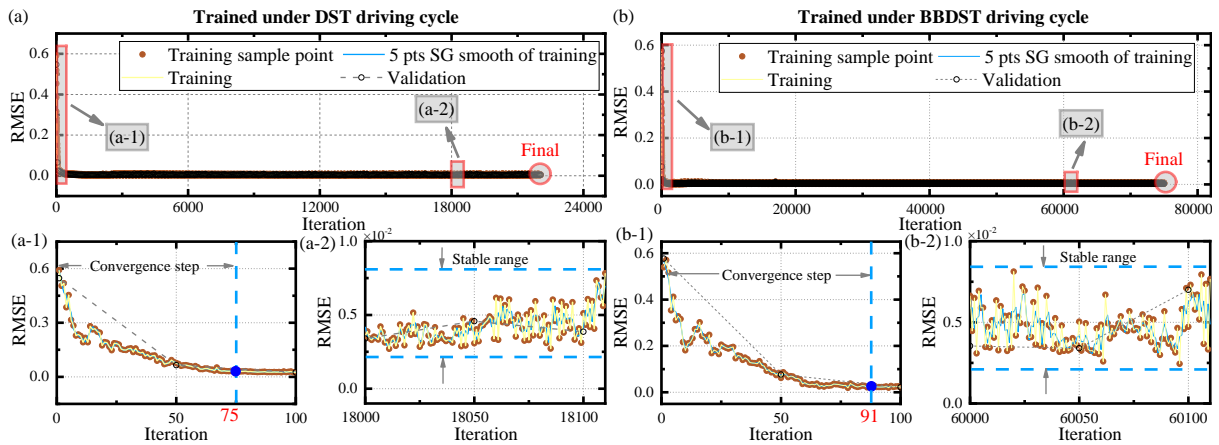 (a) Trained under DST driving cycle
RMSE
0.6
0.4
0.2
0.0
Training sample point
5 pts SG smooth of training
Training
Validation
(a-1)
(a-2)
Final
0 6000 12000 18000 24000
Iteration
(b) Trained under BBDST driving cycle
RMSE
0.6
0.4
0.2
0.0
Training sample point
5 pts SG smooth of training
Training
Validation
(b-1)
(b-2)
Final
0 20000 40000 60000 80000
Iteration
(a-1)
RMSE
0.6
0.3
0.0
Convergence step
0 50 75 100
Iteration
(a-2)
×10⁻²
RMSE
1.0
0.5
0.0
Stable range
18000 18050 18100
Iteration
(b-1)
RMSE
0.6
0.4
0.2
0.0
Convergence step
0 50 91 100
Iteration
(b-2)
×10⁻²
RMSE
1.0
0.5
0.0
Stable range
60000 60050 60100
Iteration